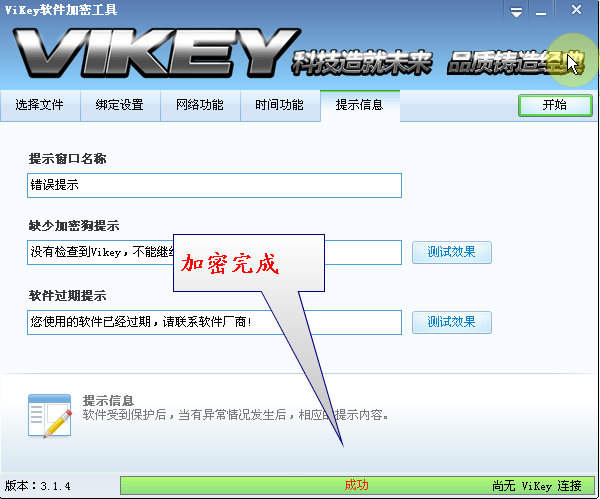 ViKey软件加密工具
VIKEY 科技造就未来 品质铸造经典
选择文件 绑定设置 网络功能 时间功能 提示信息 开始
提示窗口名称
错误提示
缺少加密狗提示
没有检查到Vikey，不能继 测试效果
加密完成
软件过期提示
您使用的软件已经过期，请联系软件厂商! 测试效果
提示信息
软件受到保护后，当有异常情况发生后，相应的提示内容。
版本：3.1.4 成功 尚无 ViKey 连接